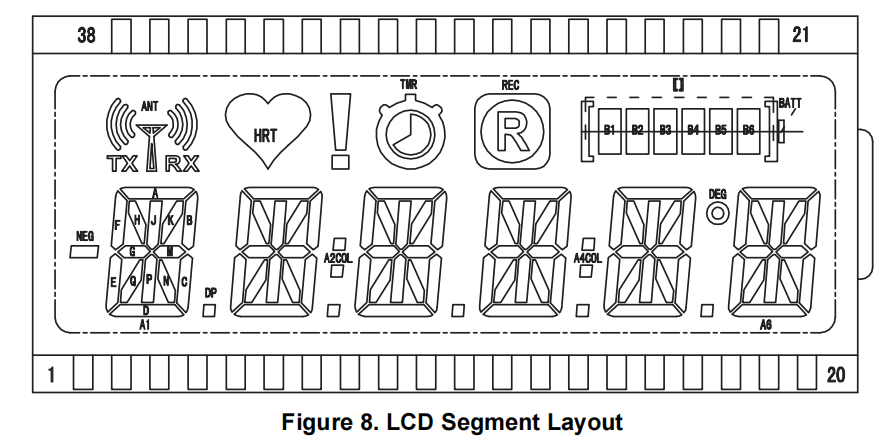 38 21
TMR REC [] BATT
ANT
HRT
R
B1 B2 B3 B4 B5 B6
TX RX
A
F H J K B
DEG
NEG
G M
A2COL A4COL
E Q P N C
DP
D
A1 A6
1 20
Figure 8. LCD Segment Layout